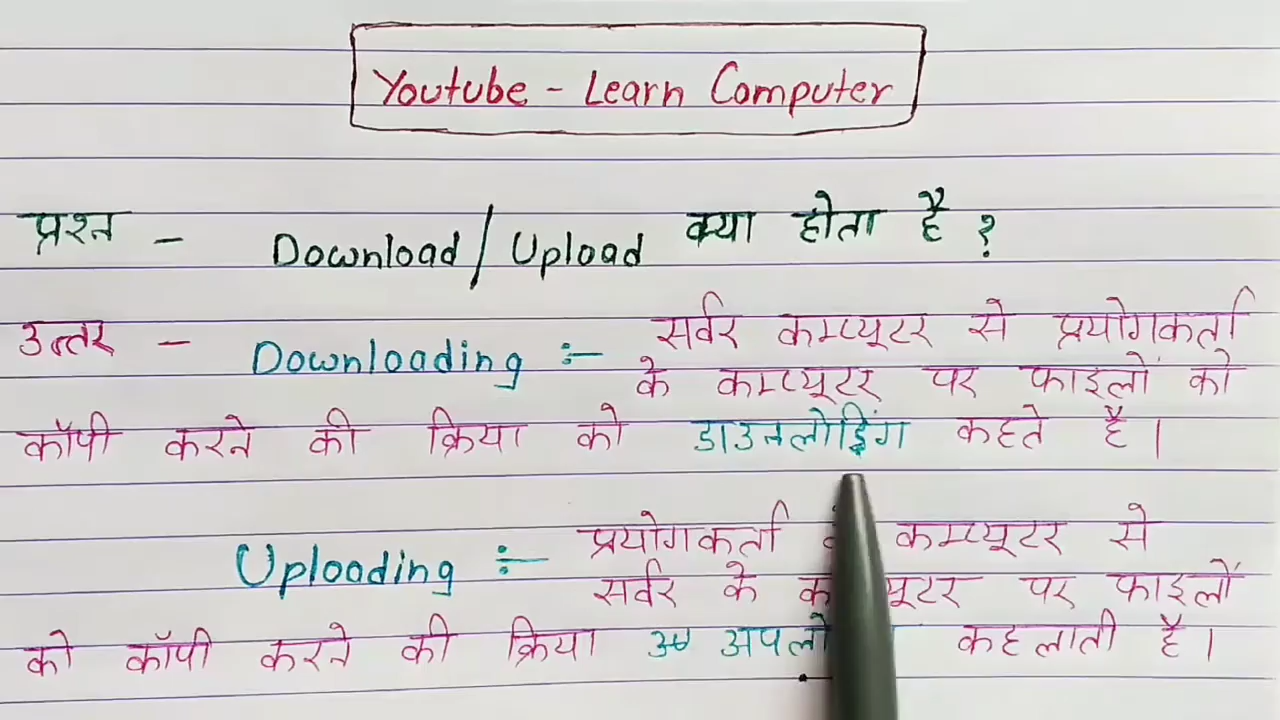 Youtube - Learn Computer
प्रश्न - Download/Upload क्या होता है ?
उत्तर - Downloading :- सर्वर कम्प्यूटर से प्रयोगकर्ता
के कम्प्यूटर पर फाइलों को
कॉपी करने की क्रिया को डाउनलोडिंग कहते है।
Uploading :- प्रयोगकर्ता कम्प्यूटर से
सर्वर के पर फाइलों
को कॉपी करने की क्रिया कहलाती है।